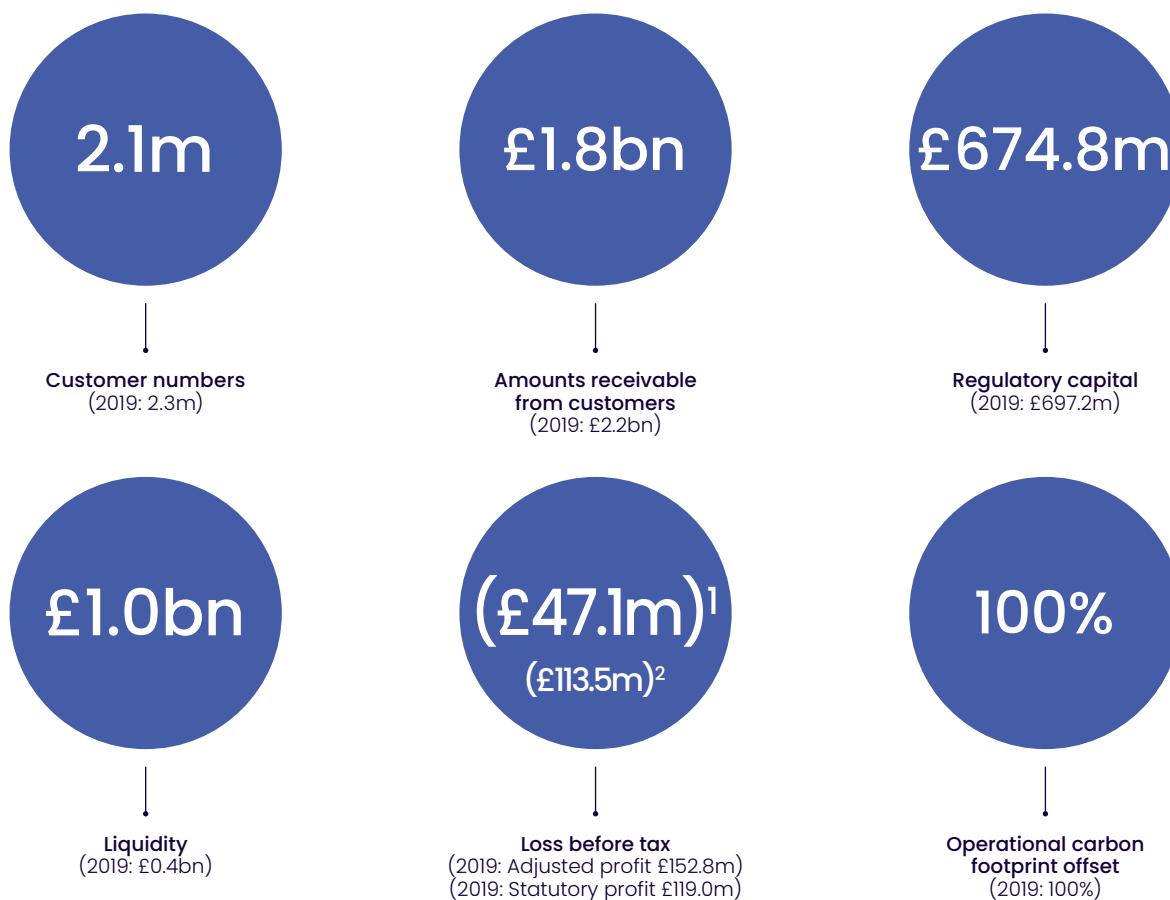 2.1m
Customer numbers
(2019: 2.3m)
£1.8bn
Amounts receivable
from customers
(2019: £2.2bn)
£674.8m
Regulatory capital
(2019: £697.2m)
£1.0bn
Liquidity
(2019: £0.4bn)
(£47.1m)¹
(£113.5m)²
Loss before tax
(2019: Adjusted profit £152.8m)
(2019: Statutory profit £119.0m)
100%
Operational carbon
footprint offset
(2019: 100%)